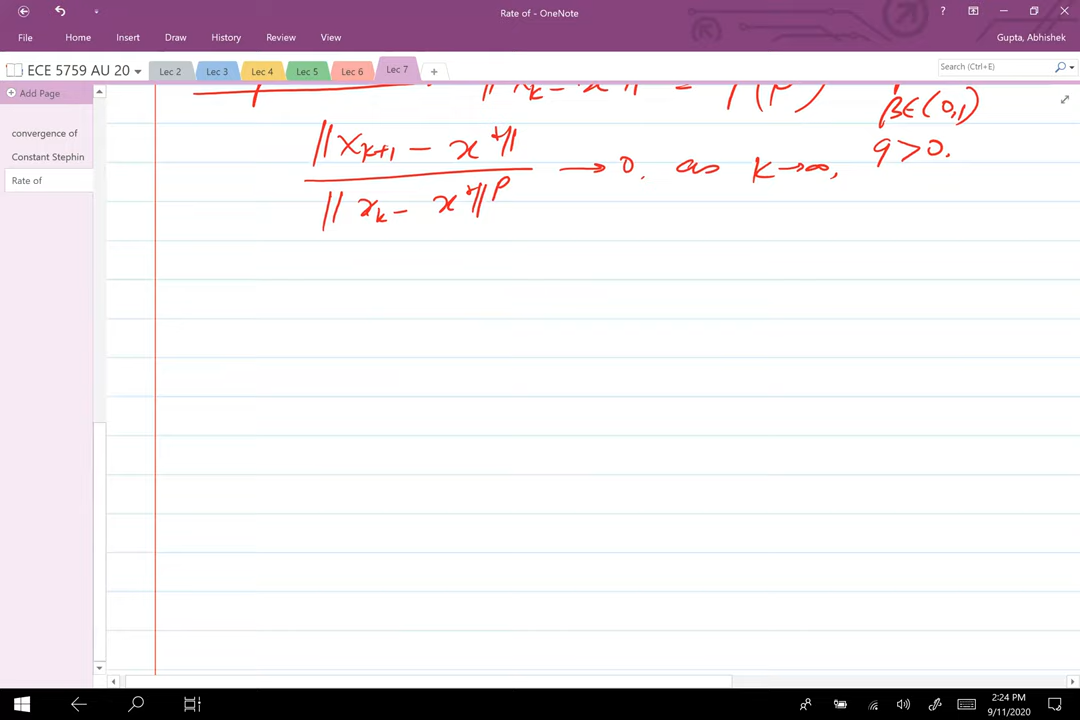 Rate of - OneNote
?
File Home Insert Draw History Review View
Gupta, Abhishek
ECE 5759 AU 20 Lec 2 Lec 3 Lec 4 Lec 5 Lec 6 Lec 7 +
Search (Ctrl+E)
Add Page
convergence of
Constant Stephin
Rate of
β∈(0,1)
q>0.
||x_{k+1} - x*||
→ 0, as k→∞,
||x_k - x*||^p
2:24 PM
9/11/2020